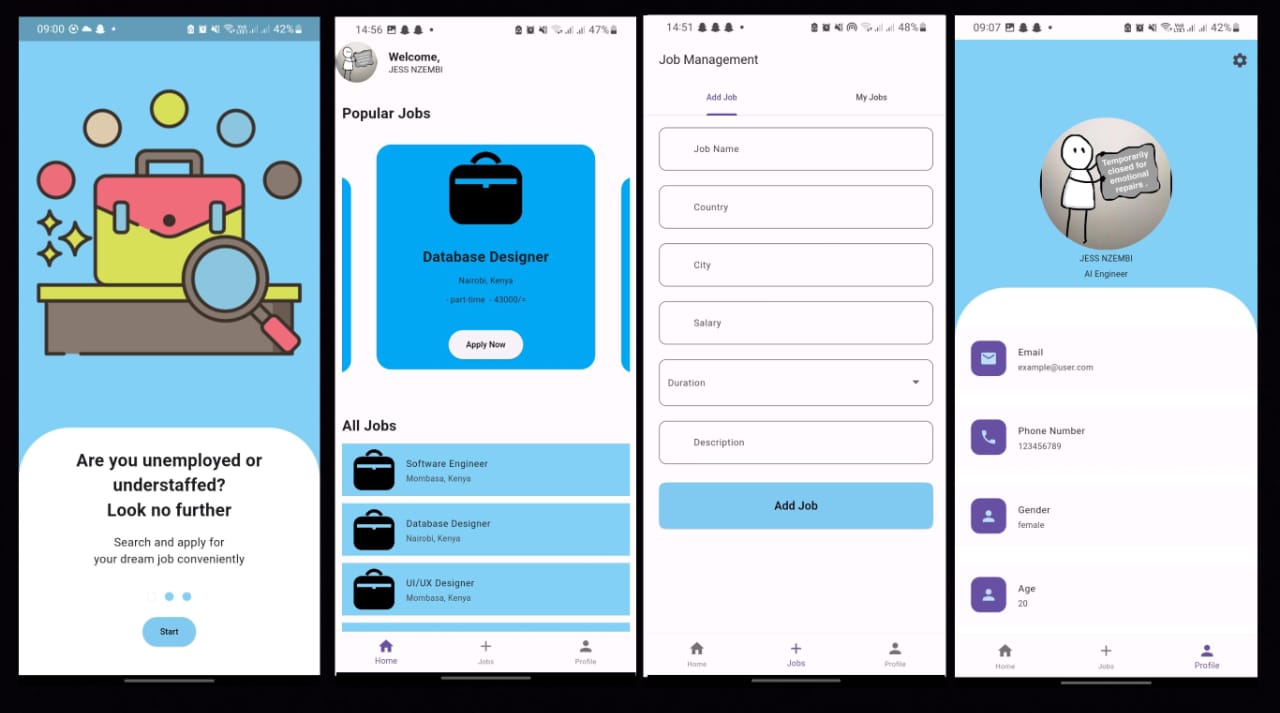 09:00
42%
Are you unemployed or
understaffed?
Look no further
Search and apply for
your dream job conveniently
Start
14:56
47%
Welcome,
JESS NZEMBI
Popular Jobs
Database Designer
Nairobi, Kenya
- part-time - 43000/=
Apply Now
All Jobs
Software Engineer
Mombasa, Kenya
Database Designer
Nairobi, Kenya
UI/UX Designer
Mombasa, Kenya
Home
Jobs
Profile
14:51
48%
Job Management
Add Job
My Jobs
Job Name
Country
City
Salary
Duration
Description
Add Job
Home
Jobs
Profile
09:07
42%
Temporarily
closed for
emotional
repairs .
JESS NZEMBI
AI Engineer
Email
example@user.com
Phone Number
123456789
Gender
female
Age
20
Home
Jobs
Profile